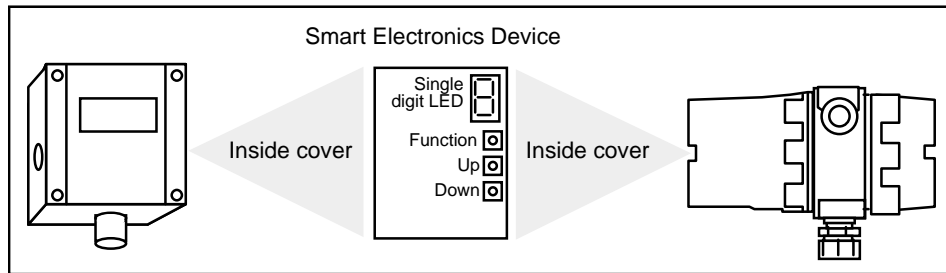 Smart Electronics Device
Single
digit LED
Function
Up
Down
Inside cover
Inside cover